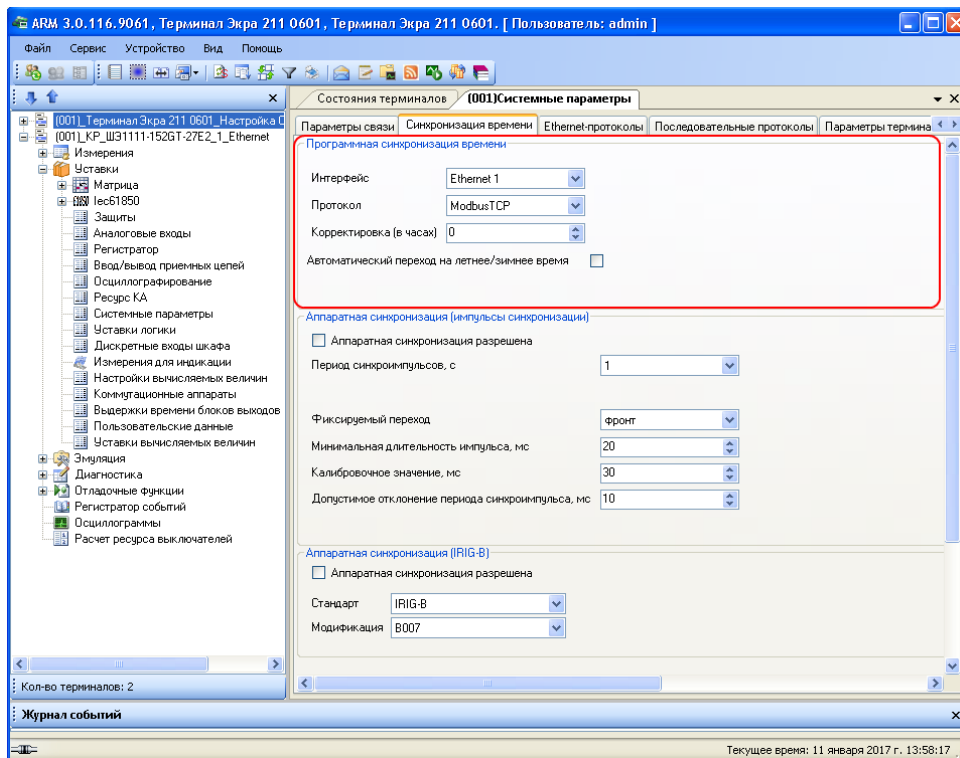 ARM 3.0.116.9061, Терминал Экра 211 0601, Терминал Экра 211 0601. [ Пользователь: admin ]
Файл Сервис Устройство Вид Помощь
Состояния терминалов (001)Системные параметры
(001)_Терминал Экра 211 0601_Настройка
(001)_КР_ШЭ1111-152GT-27E2_1_Ethernet
Измерения
Уставки
Матрица
Iec61850
Защиты
Аналоговые входы
Регистратор
Ввод/вывод приемных цепей
Осциллографирование
Ресурс КА
Системные параметры
Уставки логики
Дискретные входы шкафа
Измерения для индикации
Настройки вычисляемых величин
Коммутационные аппараты
Выдержки времени блоков выходов
Пользовательские данные
Уставки вычисляемых величин
Эмуляция
Диагностика
Отладочные функции
Регистратор событий
Осциллограммы
Расчет ресурса выключателей
Кол-во терминалов: 2
Параметры связи Синхронизация времени Ethernet-протоколы Последовательные протоколы Параметры термина
Программная синхронизация времени
Интерфейс Ethernet 1
Протокол ModbusTCP
Корректировка (в часах) 0
Автоматический переход на летнее/зимнее время
Аппаратная синхронизация (импульсы синхронизации)
Аппаратная синхронизация разрешена
Период синхроимпульсов, с 1
Фиксируемый переход фронт
Минимальная длительность импульса, мс 20
Калибровочное значение, мс 30
Допустимое отклонение периода синхроимпульса, мс 10
Аппаратная синхронизация (IRIG-B)
Аппаратная синхронизация разрешена
Стандарт IRIG-B
Модификация B007
Журнал событий
Текущее время: 11 января 2017 г. 13:58:17